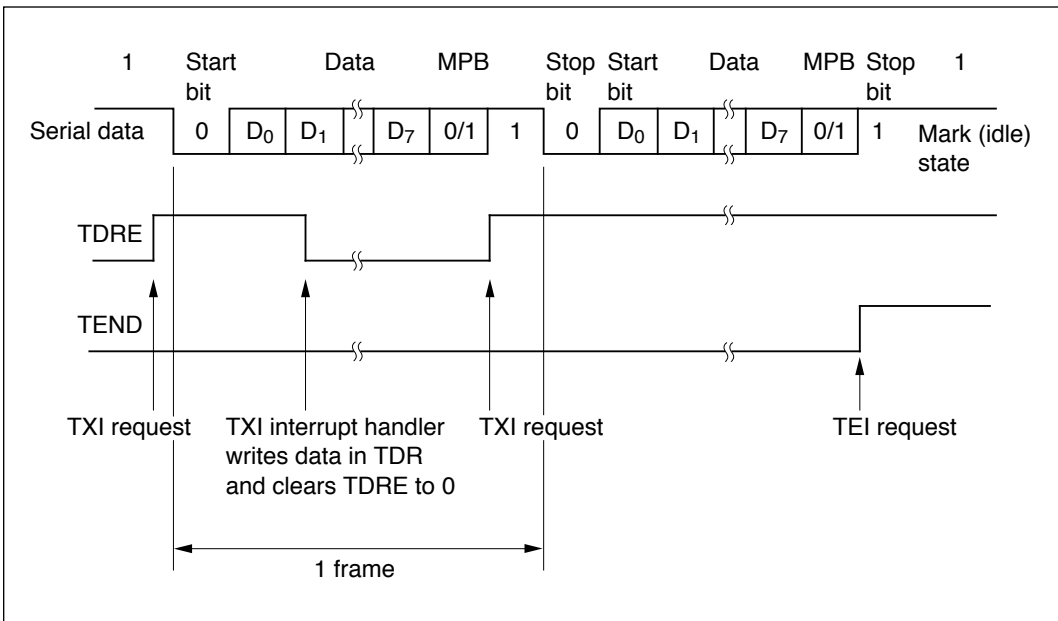 1 Start bit Data MPB Stop bit Start bit Data MPB Stop bit 1
Serial data 0 D0 D1 D7 0/1 1 0 D0 D1 D7 0/1 1 Mark (idle) state
TDRE
TEND
TXI request
TXI interrupt handler
writes data in TDR
and clears TDRE to 0
TXI request
TEI request
1 frame